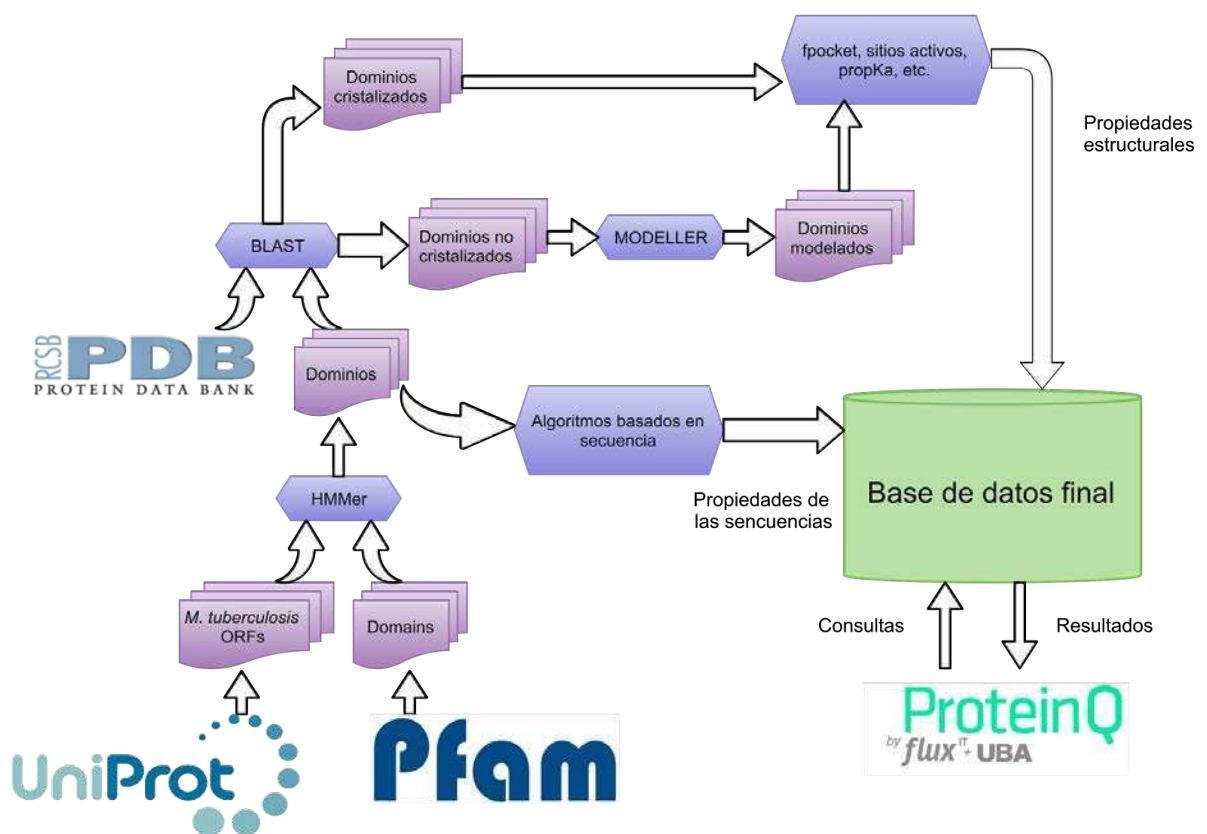 Dominios
cristalizados
fpocket, sitios activos,
propKa, etc.
Propiedades
estructurales
BLAST
Dominios no
cristalizados
MODELLER
Dominios
modelados
RCSB
PDB
PROTEIN DATA BANK
Dominios
Algoritmos basados en
secuencia
Propiedades de
las sencuencias
Base de datos final
HMMer
M. tuberculosis
ORFs
Domains
Consultas
Resultados
UniProt
Pfam
ProteinQ
by flux IT + UBA